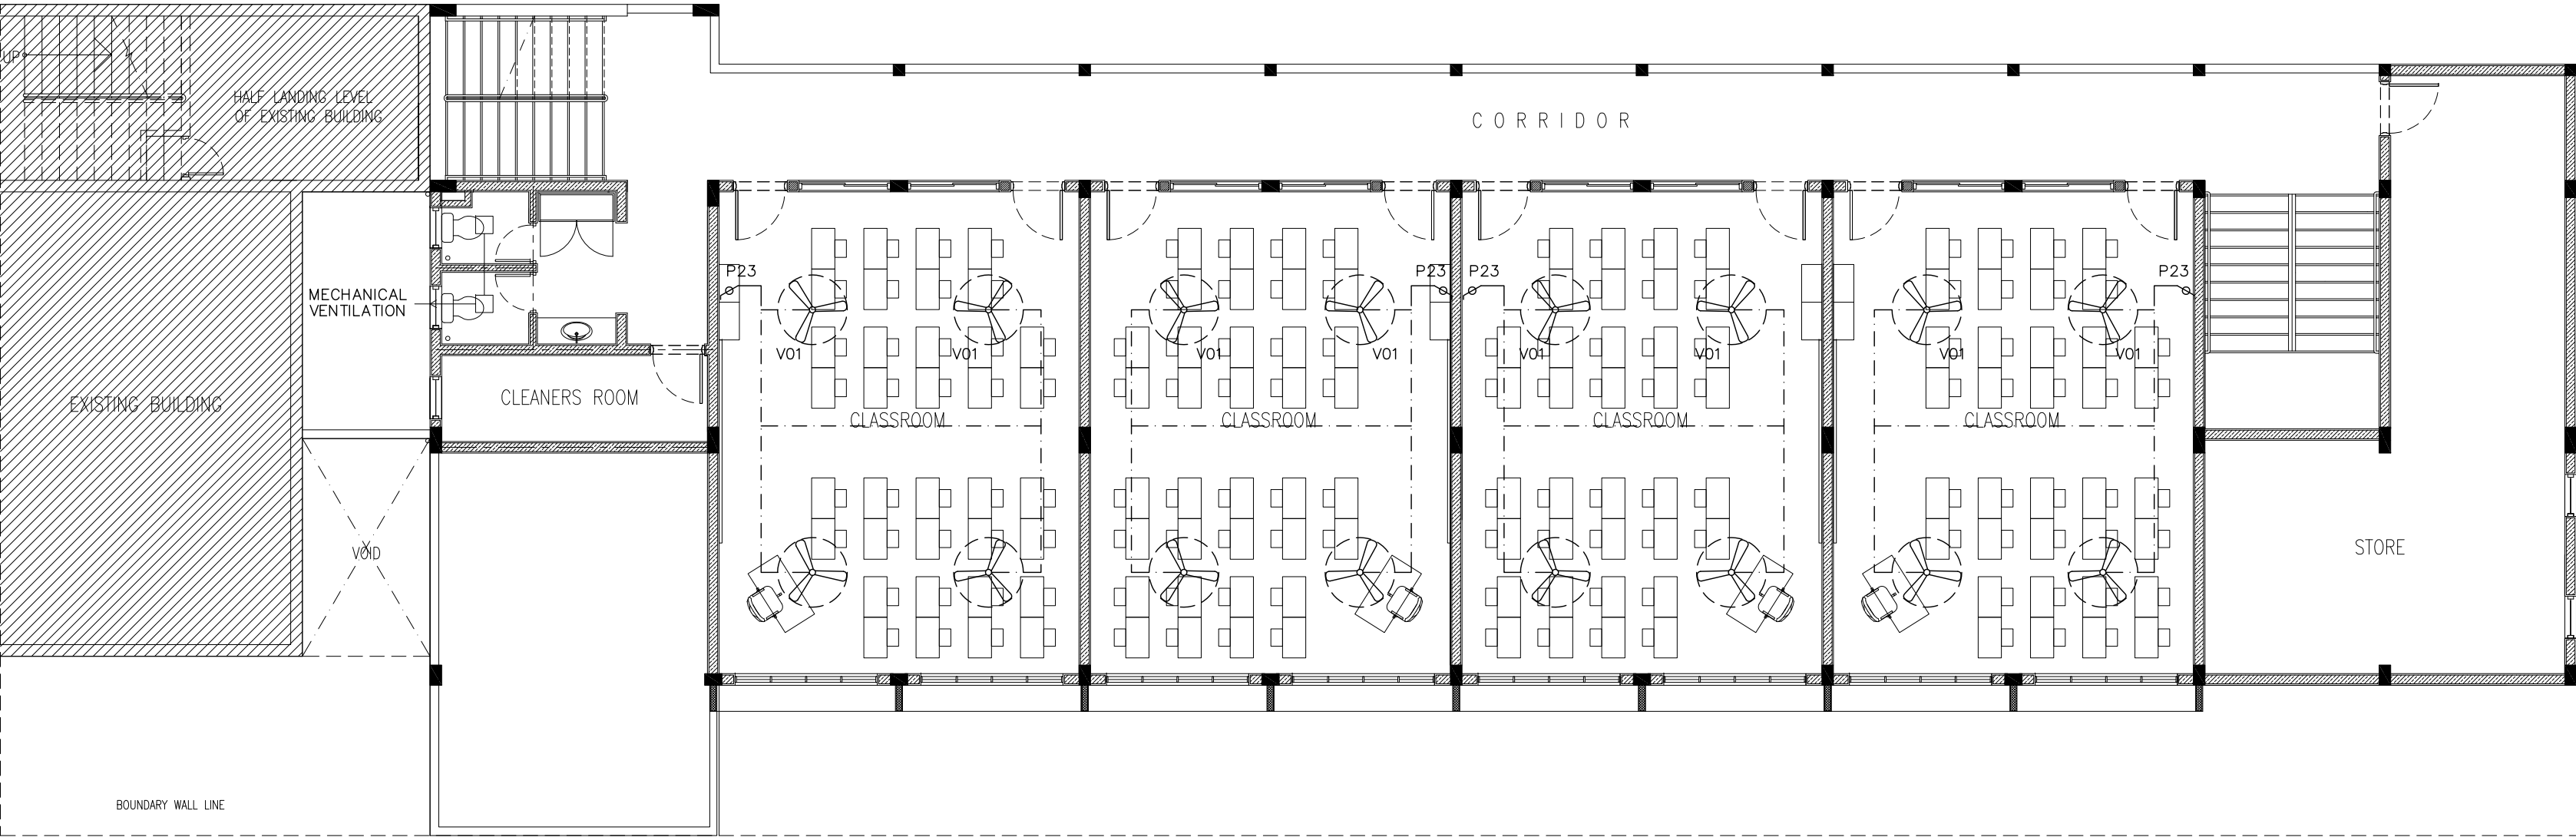 UP
HALF LANDING LEVEL
OF EXISTING BUILDING
CORRIDOR
P23
P23
P23
P23
MECHANICAL
VENTILATION
V01
V01
V01
V01
V01
V01
V01
V01
CLEANERS ROOM
EXISTING BUILDING
CLASSROOM
CLASSROOM
CLASSROOM
CLASSROOM
VOID
STORE
BOUNDARY WALL LINE